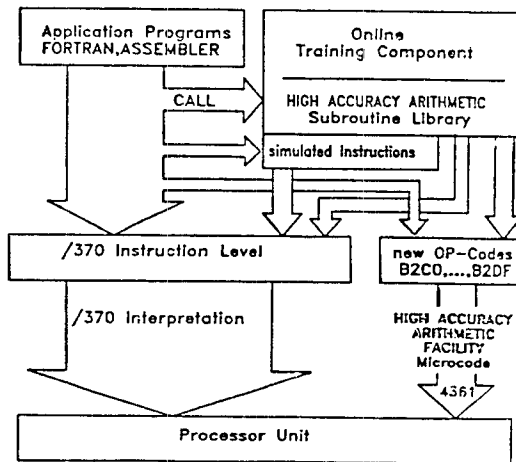 Application Programs
FORTRAN,ASSEMBLER
Online
Training Component
CALL
HIGH ACCURACY ARITHMETIC
Subroutine Library
simulated instructions
/370 Instruction Level
new OP-Codes
B2C0,...,B2DF
/370 Interpretation
HIGH ACCURACY
ARITHMETIC
FACILITY
Microcode
4361
Processor Unit